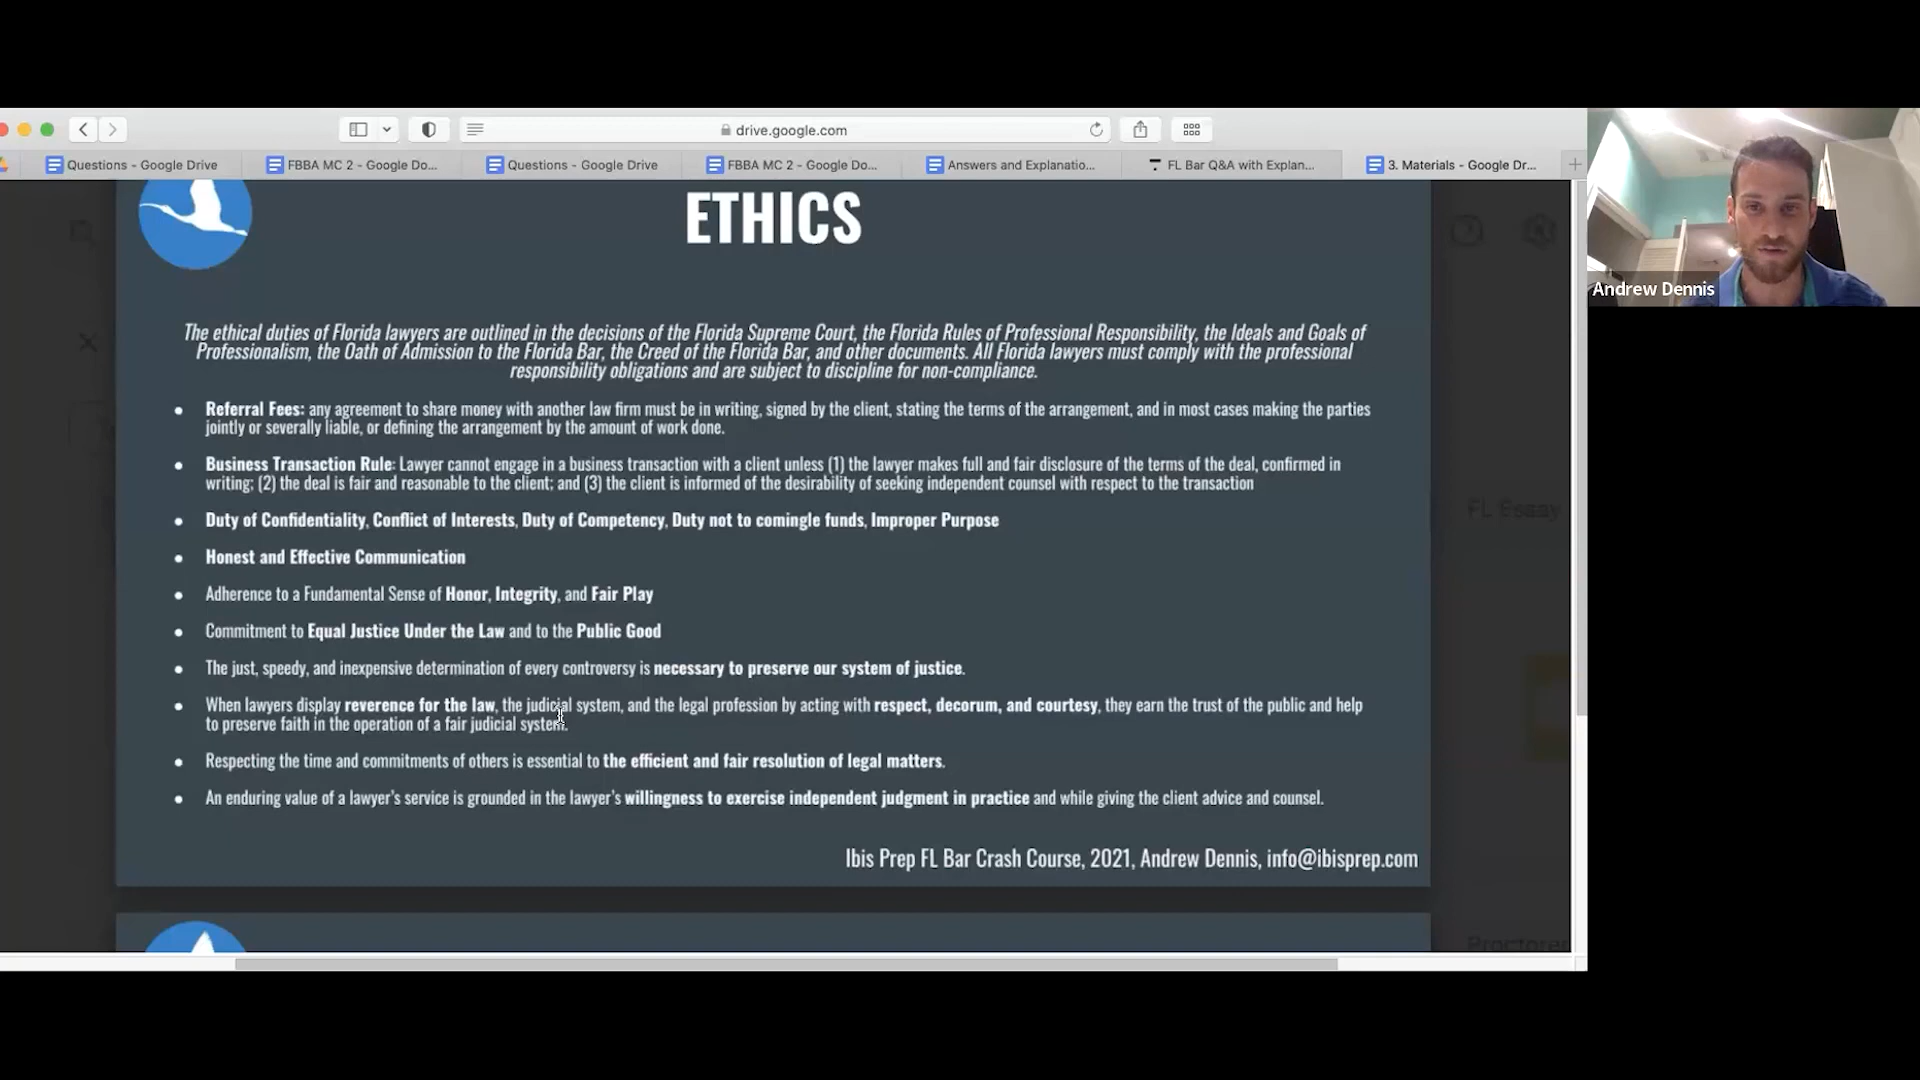 drive.google.com
Questions - Google Drive
FBBA MC 2 - Google Do...
Questions - Google Drive
FBBA MC 2 - Google Do...
Answers and Explanatio...
FL Bar Q&A with Explan...
3. Materials - Google Dr...
ETHICS
Andrew Dennis
The ethical duties of Florida lawyers are outlined in the decisions of the Florida Supreme Court, the Florida Rules of Professional Responsibility, the Ideals and Goals of
Professionalism, the Oath of Admission to the Florida Bar, the Creed of the Florida Bar, and other documents. All Florida lawyers must comply with the professional
responsibility obligations and are subject to discipline for non-compliance.
Referral Fees: any agreement to share money with another law firm must be in writing, signed by the client, stating the terms of the arrangement, and in most cases making the parties
jointly or severally liable, or defining the arrangement by the amount of work done.
Business Transaction Rule: Lawyer cannot engage in a business transaction with a client unless (1) the lawyer makes full and fair disclosure of the terms of the deal, confirmed in
writing; (2) the deal is fair and reasonable to the client; and (3) the client is informed of the desirability of seeking independent counsel with respect to the transaction
FL Essay
Duty of Confidentiality, Conflict of Interests, Duty of Competency, Duty not to comingle funds, Improper Purpose
Honest and Effective Communication
Adherence to a Fundamental Sense of Honor, Integrity, and Fair Play
Commitment to Equal Justice Under the Law and to the Public Good
The just, speedy, and inexpensive determination of every controversy is necessary to preserve our system of justice.
When lawyers display reverence for the law, the judicial system, and the legal profession by acting with respect, decorum, and courtesy, they earn the trust of the public and help
to preserve faith in the operation of a fair judicial system.
Respecting the time and commitments of others is essential to the efficient and fair resolution of legal matters.
An enduring value of a lawyer's service is grounded in the lawyer's willingness to exercise independent judgment in practice and while giving the client advice and counsel.
Ibis Prep FL Bar Crash Course, 2021, Andrew Dennis, info@ibisprep.com